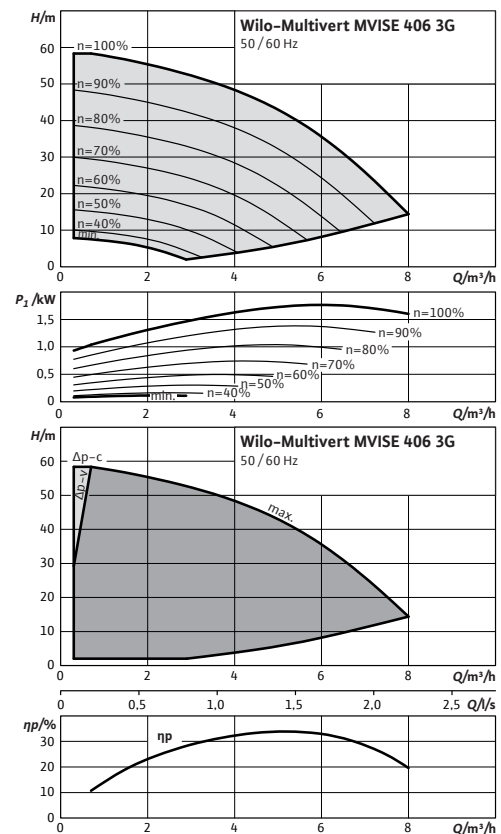 H/m
Wilo-Multivert MVISE 406 3G
50/60 Hz
60
50
40
30
20
10
0
n=100%
n=90%
n=80%
n=70%
n=60%
n=50%
n=40%
min.
0 2 4 6 8 Q/m³/h
P1/kW
1,5
1,0
0,5
0
n=100%
n=90%
n=80%
n=70%
n=60%
n=50%
n=40%
min.
0 2 4 6 8 Q/m³/h
H/m
Wilo-Multivert MVISE 406 3G
50/60 Hz
60
50
40
30
20
10
0
Δp-c
Δp-v
max.
0 2 4 6 8 Q/m³/h
0 0,5 1,0 1,5 2,0 2,5 Q/l/s
ηp/%
ηp
30
20
10
0
0 2 4 6 8 Q/m³/h